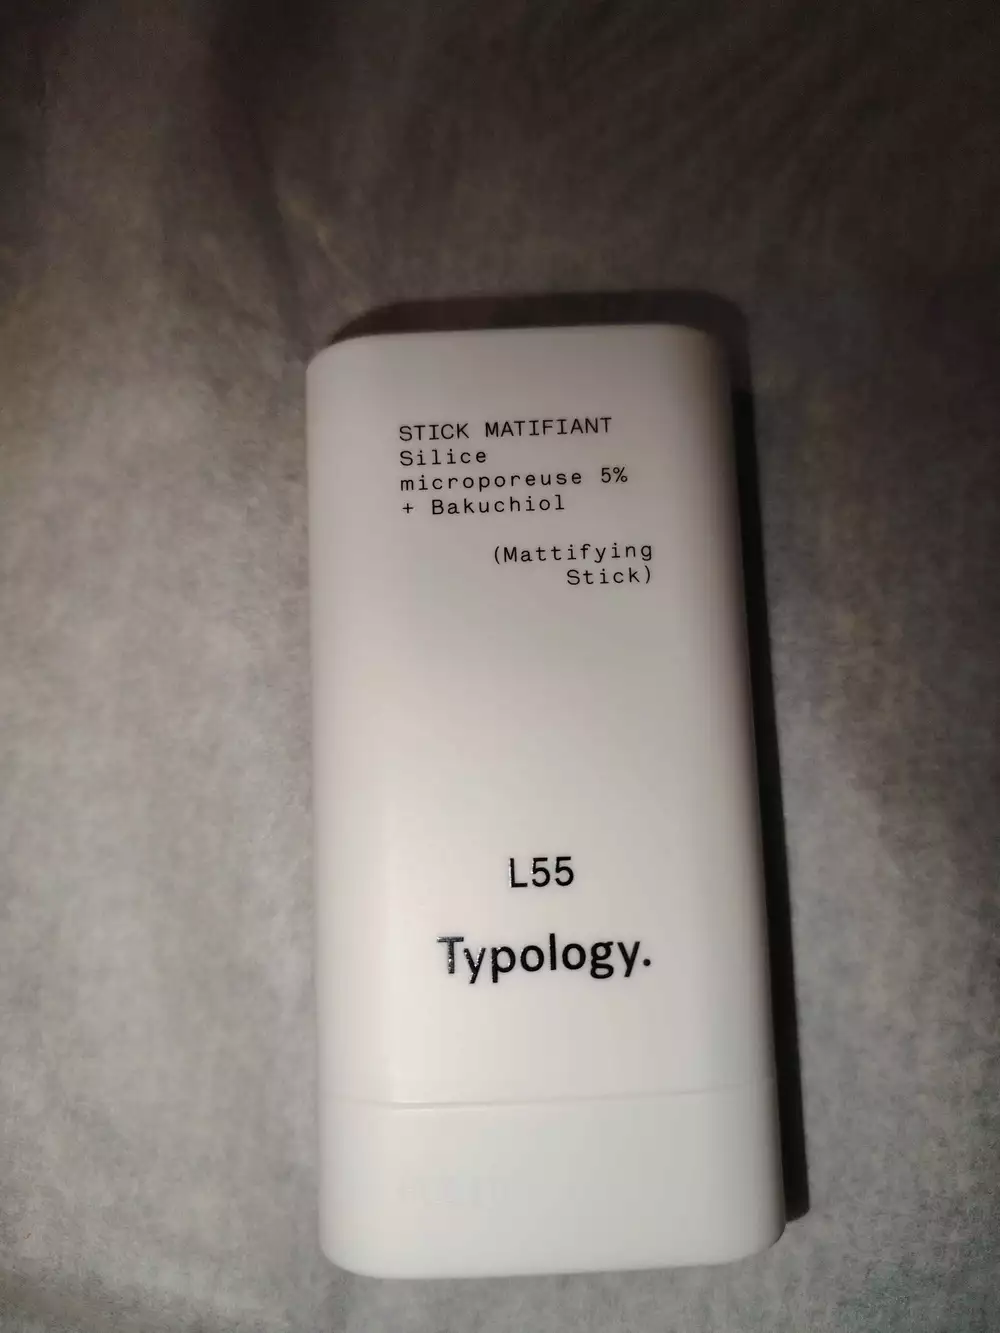 STICK MATIFIANT
Silice
microporeuse 5%
+ Bakuchiol
(Mattifying
Stick)
L55
Typology.